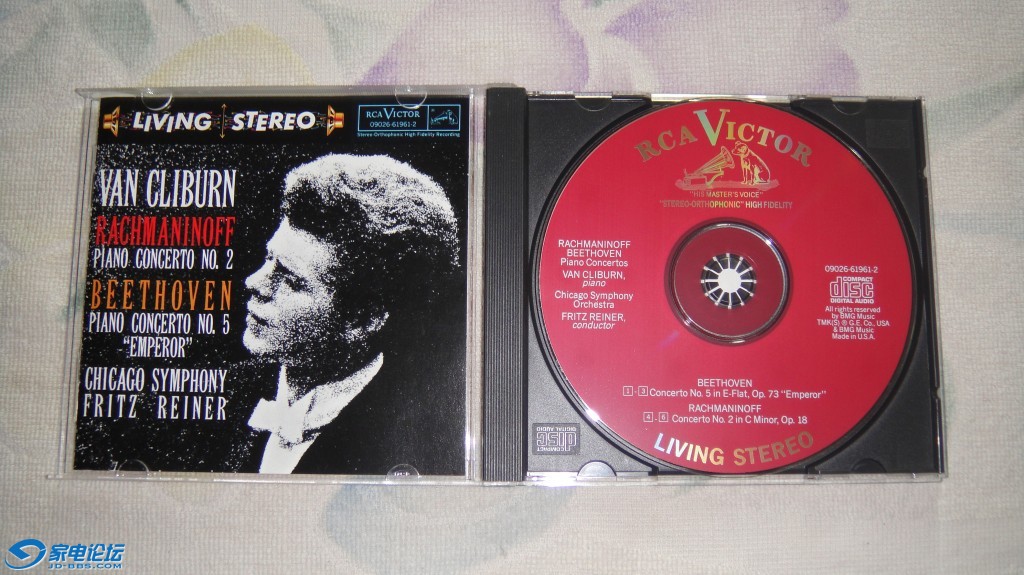 LIVING STEREO
RCA VICTOR
09026-61961-2
Stereo-Orthophonic High Fidelity Recording
VAN CLIBURN
RACHMANINOFF
PIANO CONCERTO NO. 2
BEETHOVEN
PIANO CONCERTO NO. 5
"EMPEROR"
CHICAGO SYMPHONY
FRITZ REINER
RCA VICTOR
"HIS MASTER'S VOICE"
"STEREO-ORTHOPHONIC" HIGH FIDELITY
RACHMANINOFF
BEETHOVEN
Piano Concertos
VAN CLIBURN,
piano
Chicago Symphony
Orchestra
FRITZ REINER,
conductor
09026-61961-2
COMPACT
disc
DIGITAL AUDIO
All rights reserved
by BMG Music
TMK(S) ® G.E. Co., USA
& BMG Music
Made in U.S.A.
BEETHOVEN
1 - 3 Concerto No. 5 in E-Flat, Op. 73 "Emperor"
RACHMANINOFF
4 - 6 Concerto No. 2 in C Minor, Op. 18
LIVING STEREO
COMPACT
disc
DIGITAL AUDIO
家电论坛
JD-BBS.COM